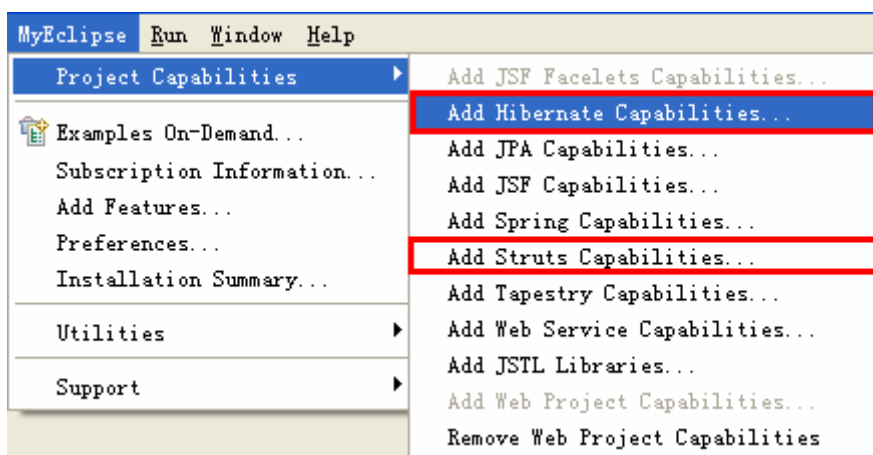 MyEclipse Run Window Help
Project Capabilities
Examples On-Demand...
Subscription Information...
Add Features...
Preferences...
Installation Summary...
Utilities
Support
Add JSF Facelets Capabilities...
Add Hibernate Capabilities...
Add JPA Capabilities...
Add JSF Capabilities...
Add Spring Capabilities...
Add Struts Capabilities...
Add Tapestry Capabilities...
Add Web Service Capabilities...
Add JSTL Libraries...
Add Web Project Capabilities...
Remove Web Project Capabilities